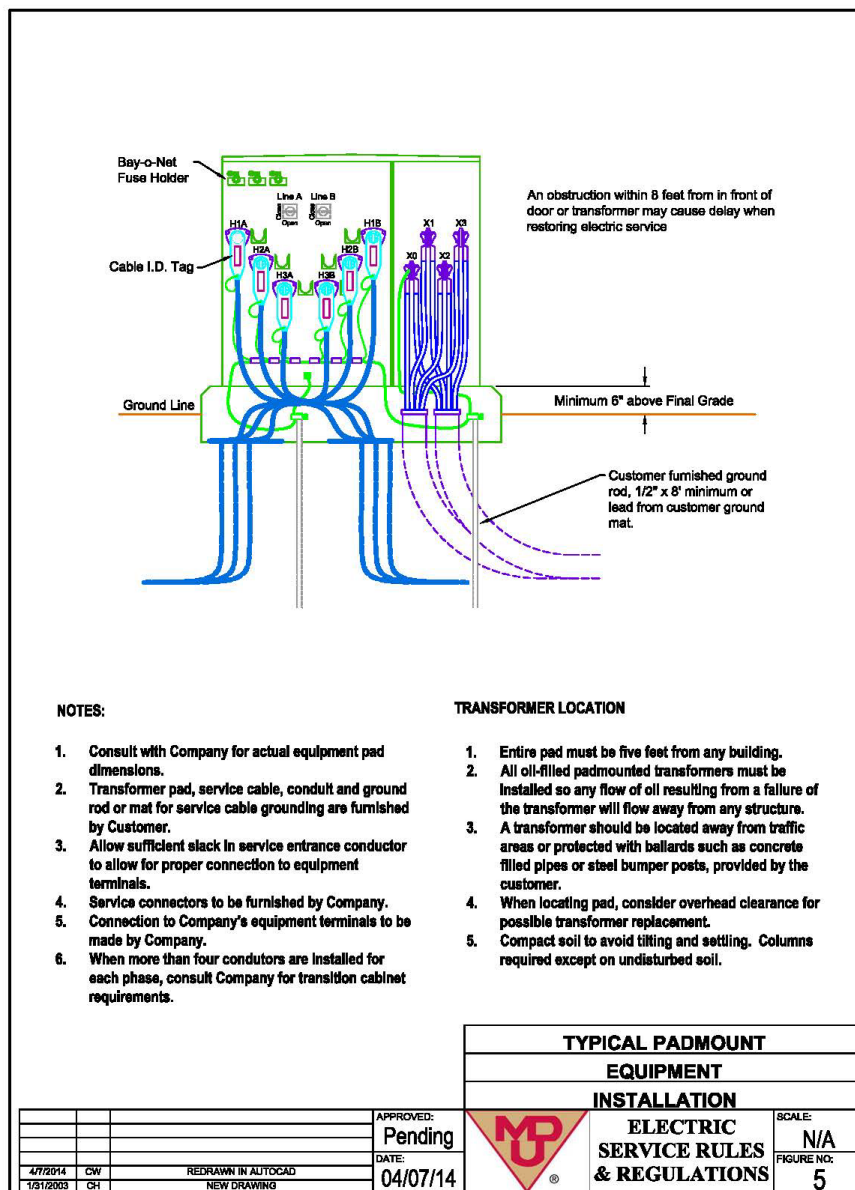 Bay-o-Net
Fuse Holder
Line A
Line B
Close
Open
Close
Open
An obstruction within 8 feet from in front of
door or transformer may cause delay when
restoring electric service
H1A
H1B
X1
X3
H2A
H2B
X0
X2
Cable I.D. Tag
H3A
H3B
Ground Line
Minimum 6" above Final Grade
Customer furnished ground
rod, 1/2" x 8' minimum or
lead from customer ground
mat.
NOTES:
1. Consult with Company for actual equipment pad
dimensions.
2. Transformer pad, service cable, conduit and ground
rod or mat for service cable grounding are furnished
by Customer.
3. Allow sufficient slack in service entrance conductor
to allow for proper connection to equipment
terminals.
4. Service connectors to be furnished by Company.
5. Connection to Company's equipment terminals to be
made by Company.
6. When more than four condutors are installed for
each phase, consult Company for transition cabinet
requirements.
TRANSFORMER LOCATION
1. Entire pad must be five feet from any building.
2. All oil-filled padmounted transformers must be
installed so any flow of oil resulting from a failure of
the transformer will flow away from any structure.
3. A transformer should be located away from traffic
areas or protected with ballards such as concrete
filled pipes or steel bumper posts, provided by the
customer.
4. When locating pad, consider overhead clearance for
possible transformer replacement.
5. Compact soil to avoid tilting and settling. Columns
required except on undisturbed soil.
TYPICAL PADMOUNT
EQUIPMENT
INSTALLATION
APPROVED:
Pending
DATE:
04/07/14
4/7/2014 CW REDRAWN IN AUTOCAD
1/31/2003 CH NEW DRAWING
MDU
®
ELECTRIC
SERVICE RULES
& REGULATIONS
SCALE:
N/A
FIGURE NO:
5